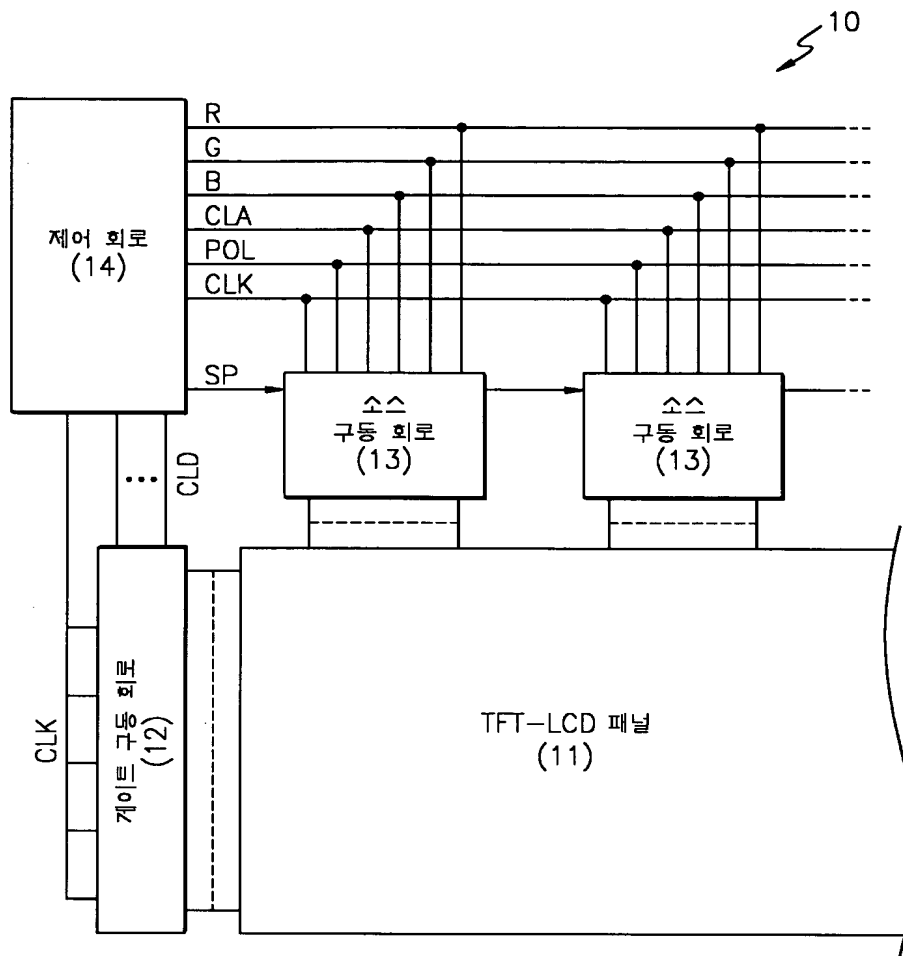 10
R
G
B
CLA
POL
CLK
제어 회로
(14)
SP
소스
구동 회로
(13)
소스
구동 회로
(13)
CLD
CLK
게이트 구동 회로
(12)
TFT-LCD 패널
(11)